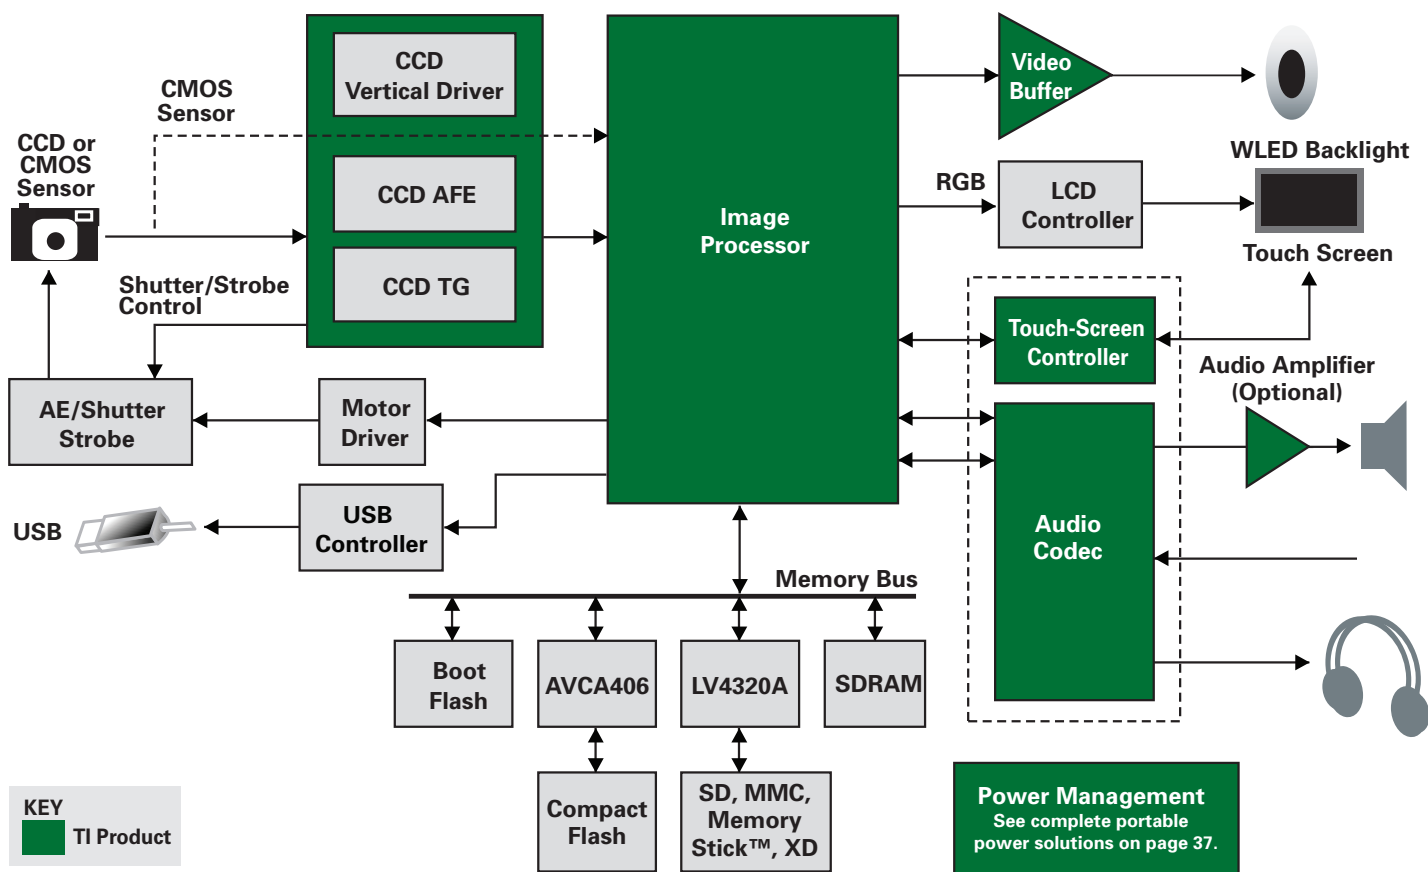 CCD
Vertical Driver
CMOS
Sensor
CCD or
CMOS
Sensor
CCD AFE
CCD TG
Shutter/Strobe
Control
Image
Processor
Video
Buffer
WLED Backlight
RGB
LCD
Controller
Touch Screen
Touch-Screen
Controller
Audio Amplifier
(Optional)
AE/Shutter
Strobe
Motor
Driver
USB
USB
Controller
Audio
Codec
Memory Bus
Boot
Flash
AVCA406
LV4320A
SDRAM
Compact
Flash
SD, MMC,
Memory
Stick™, XD
Power Management
See complete portable
power solutions on page 37.
KEY
TI Product